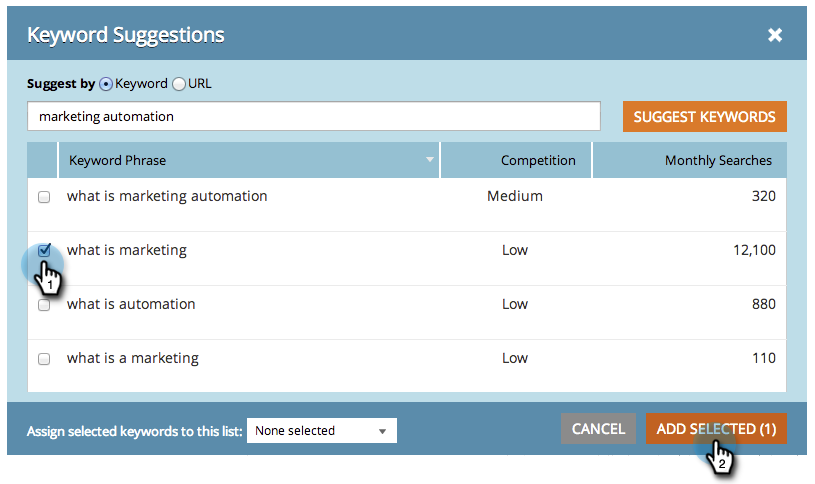 Keyword Suggestions
Suggest by Keyword URL
marketing automation SUGGEST KEYWORDS
Keyword Phrase Competition Monthly Searches
what is marketing automation Medium 320
what is marketing Low 12,100
1
what is automation Low 880
what is a marketing Low 110
Assign selected keywords to this list: None selected CANCEL ADD SELECTED (1)
2